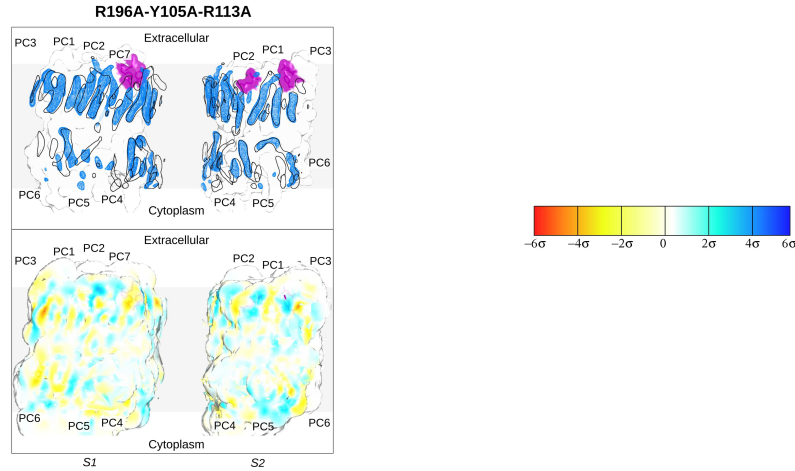 R196A-Y105A-R113A
Extracellular
PC3 PC1 PC2 PC7 PC2 PC1 PC3
PC6
PC6 PC5 PC4 PC4 PC5
Cytoplasm
−6σ −4σ −2σ 0 2σ 4σ 6σ
Extracellular
PC3 PC1 PC2 PC7 PC2 PC1 PC3
PC6 PC5 PC4 PC4 PC5 PC6
Cytoplasm
S1 S2